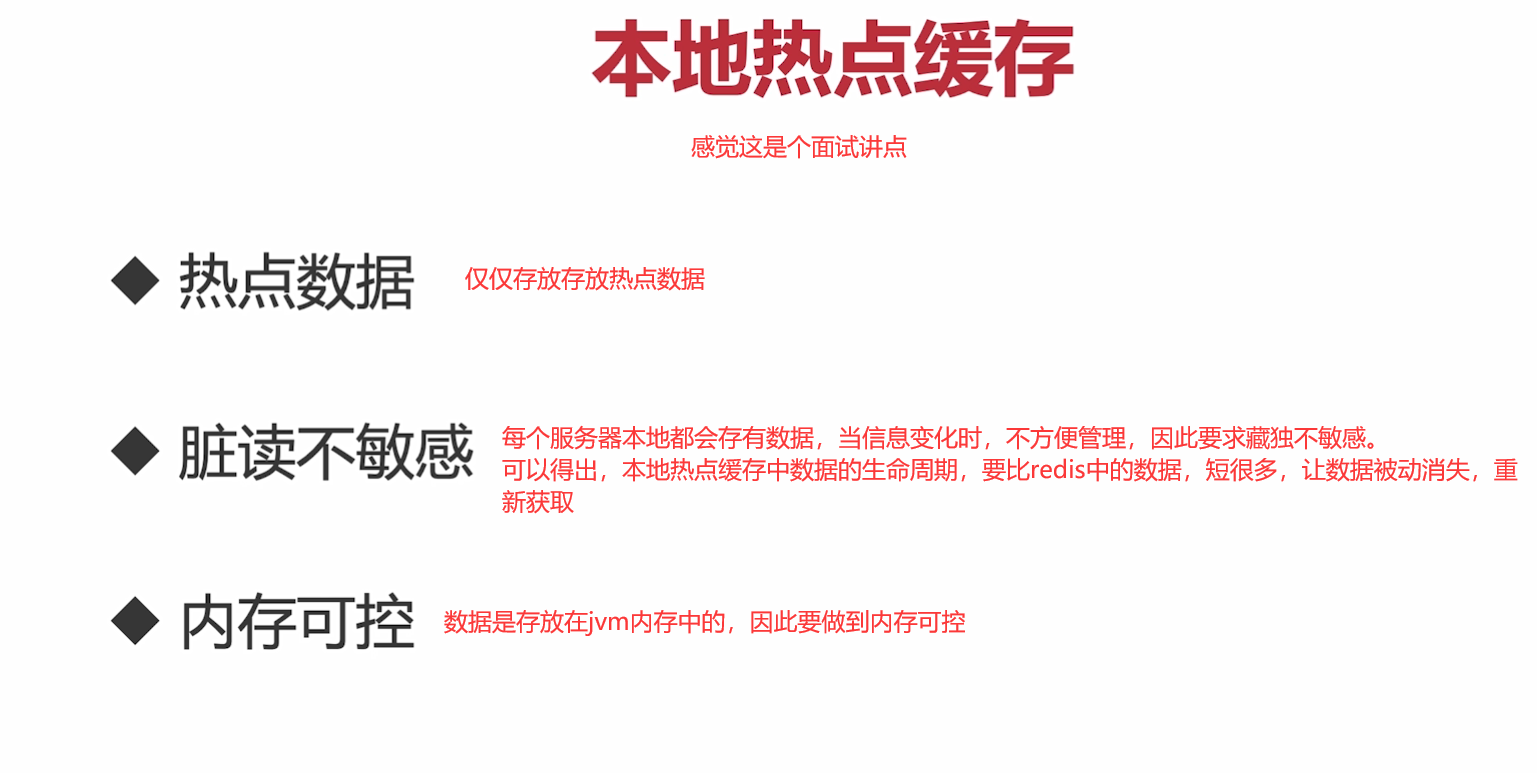 本地热点缓存
感觉这是个面试讲点
热点数据
仅仅存放存放热点数据
脏读不敏感
每个服务器本地都会存有数据，当信息变化时，不方便管理，因此要求藏独不敏感。
可以得出，本地热点缓存中数据的生命周期，要比redis中的数据，短很多，让数据被动消失，重
新获取
内存可控
数据是存放在jvm内存中的，因此要做到内存可控